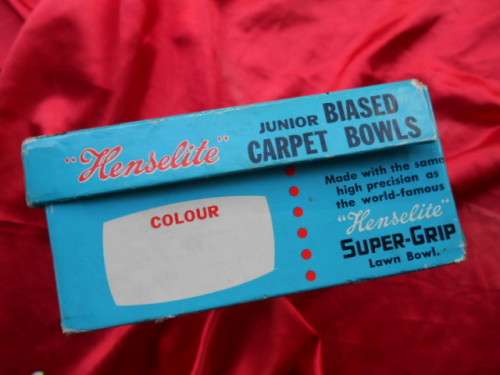 "Henselite" JUNIOR BIASED
CARPET BOWLS
COLOUR
Made with the same
high precision as
the world-famous
"Henselite"
SUPER-GRIP
Lawn Bowl.